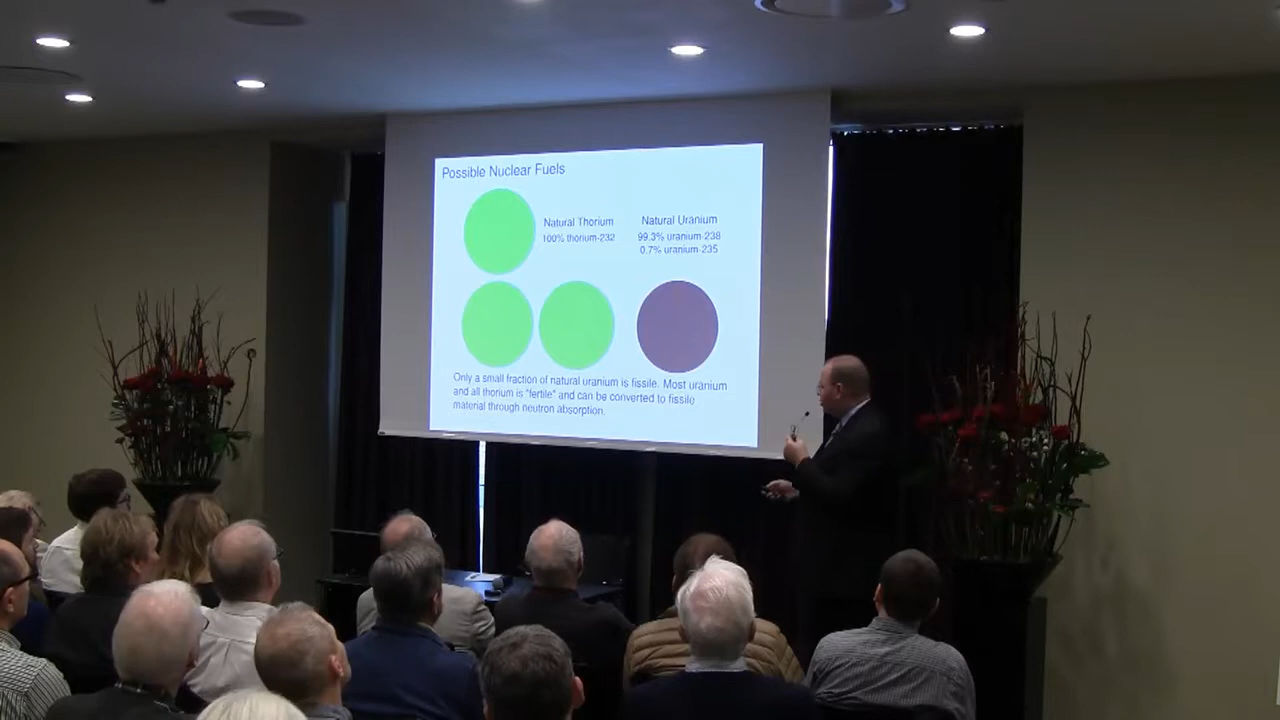 Possible Nuclear Fuels
Natural Thorium
100% thorium-232
Natural Uranium
99.3% uranium-238
0.7% uranium-235
Only a small fraction of natural uranium is fissile. Most uranium
and all thorium is "fertile" and can be converted to fissile
material through neutron absorption.